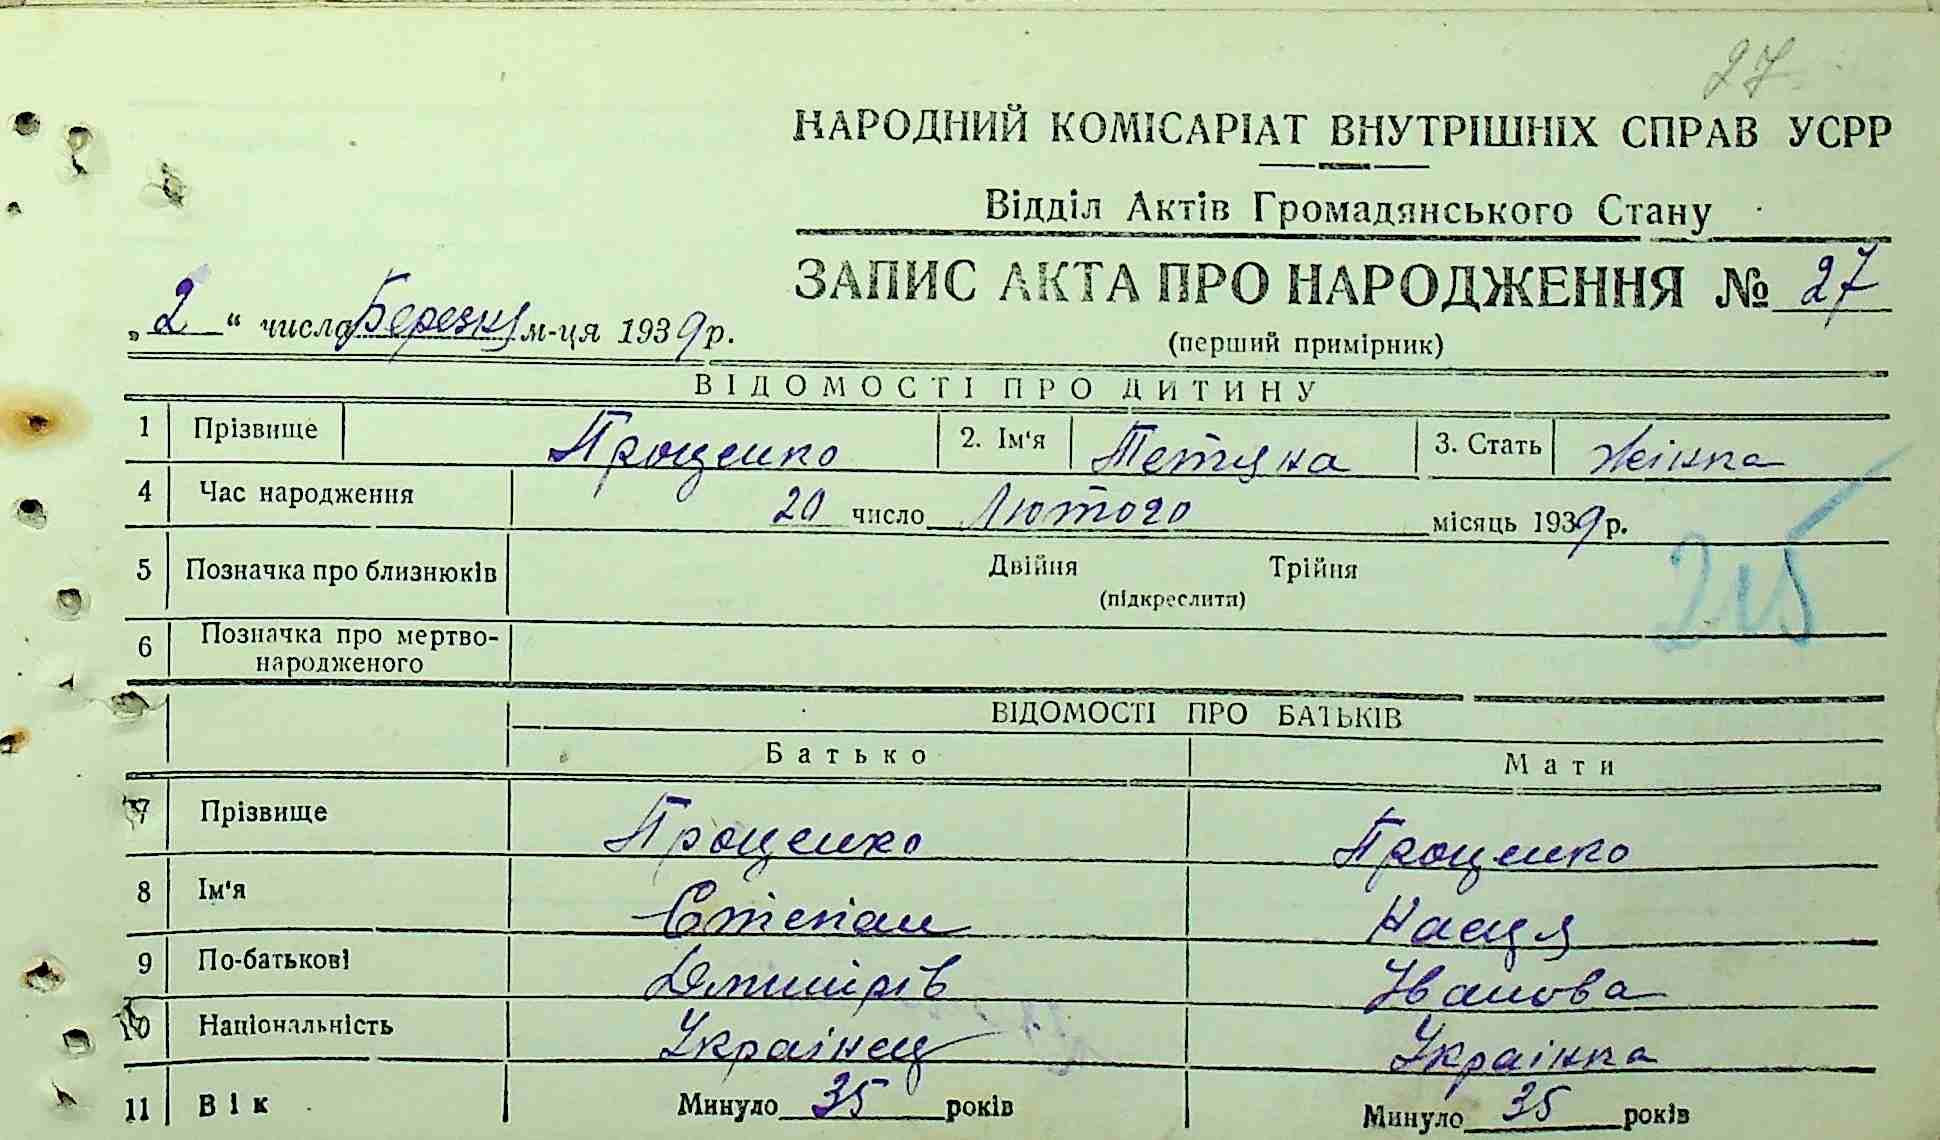 27
НАРОДНИЙ КОМІСАРІАТ ВНУТРІШНІХ СПРАВ УСРР
Відділ Актів Громадянського Стану
ЗАПИС АКТА ПРО НАРОДЖЕННЯ № 27
(перший примірник)
„2“ числа Березня м-ця 1939 р.
ВІДОМОСТІ ПРО ДИТИНУ
1 Прізвище Проценко 2. Ім'я Тетяна 3. Стать жінка
4 Час народження 20 число Лютого місяць 1939 р.
5 Позначка про близнюків Двійня Трійня
(підкреслити)
6 Позначка про мертво-
народженого
ВІДОМОСТІ ПРО БАТЬКІВ
Батько Мати
7 Прізвище Проценко Проценко
8 Ім'я Степан Настя
9 По-батькові Дмитрів Іванова
10 Національність Українец Українка
11 Вік Минуло 35 років Минуло 35 років